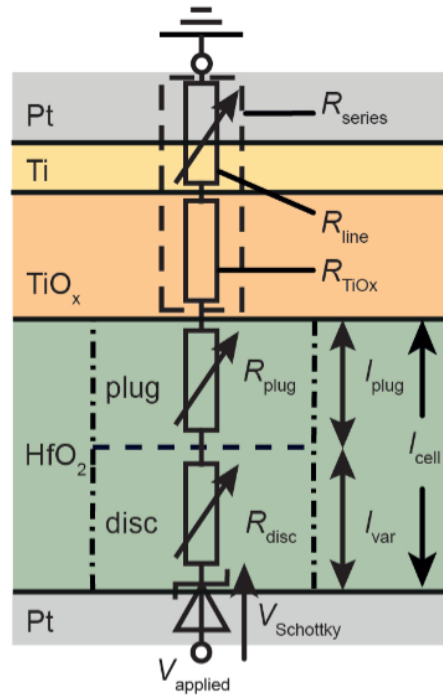 Pt
R_series
Ti
R_line
R_TiOx
TiO_x
plug
R_plug
l_plug
HfO_2
l_cell
disc
R_disc
l_var
Pt
V_Schottky
V_applied